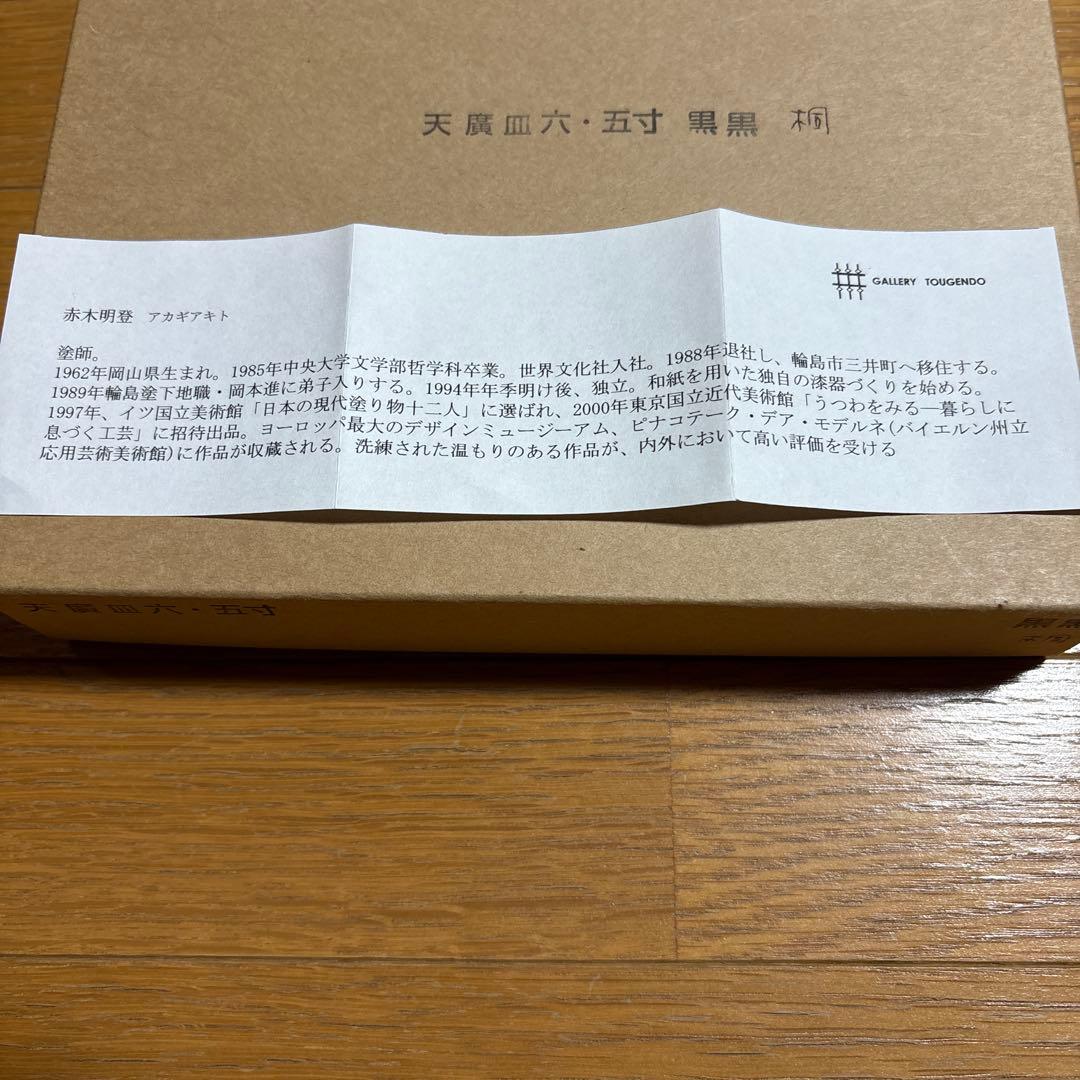 天廣皿六・五寸 黒黒 桐
GALLERY TOUGENDO
赤木明登 アカギアキト
塗師。
1962年岡山県生まれ。1985年中央大学文学部哲学科卒業。世界文化社入社。1988年退社し、輪島市三井町へ移住する。
1989年輪島塗下地職・岡本進に弟子入りする。1994年年季明け後、独立。和紙を用いた独自の漆器づくりを始める。
1997年、イツ国立美術館「日本の現代塗り物十二人」に選ばれ、2000年東京国立近代美術館「うつわをみる―暮らしに
息づく工芸」に招待出品。ヨーロッパ最大のデザインミュージーアム、ピナコテーク・デア・モデルネ(バイエルン州立
応用芸術美術館)に作品が収蔵される。洗練された温もりのある作品が、内外において高い評価を受ける
天廣皿六・五寸
黒黒
桐